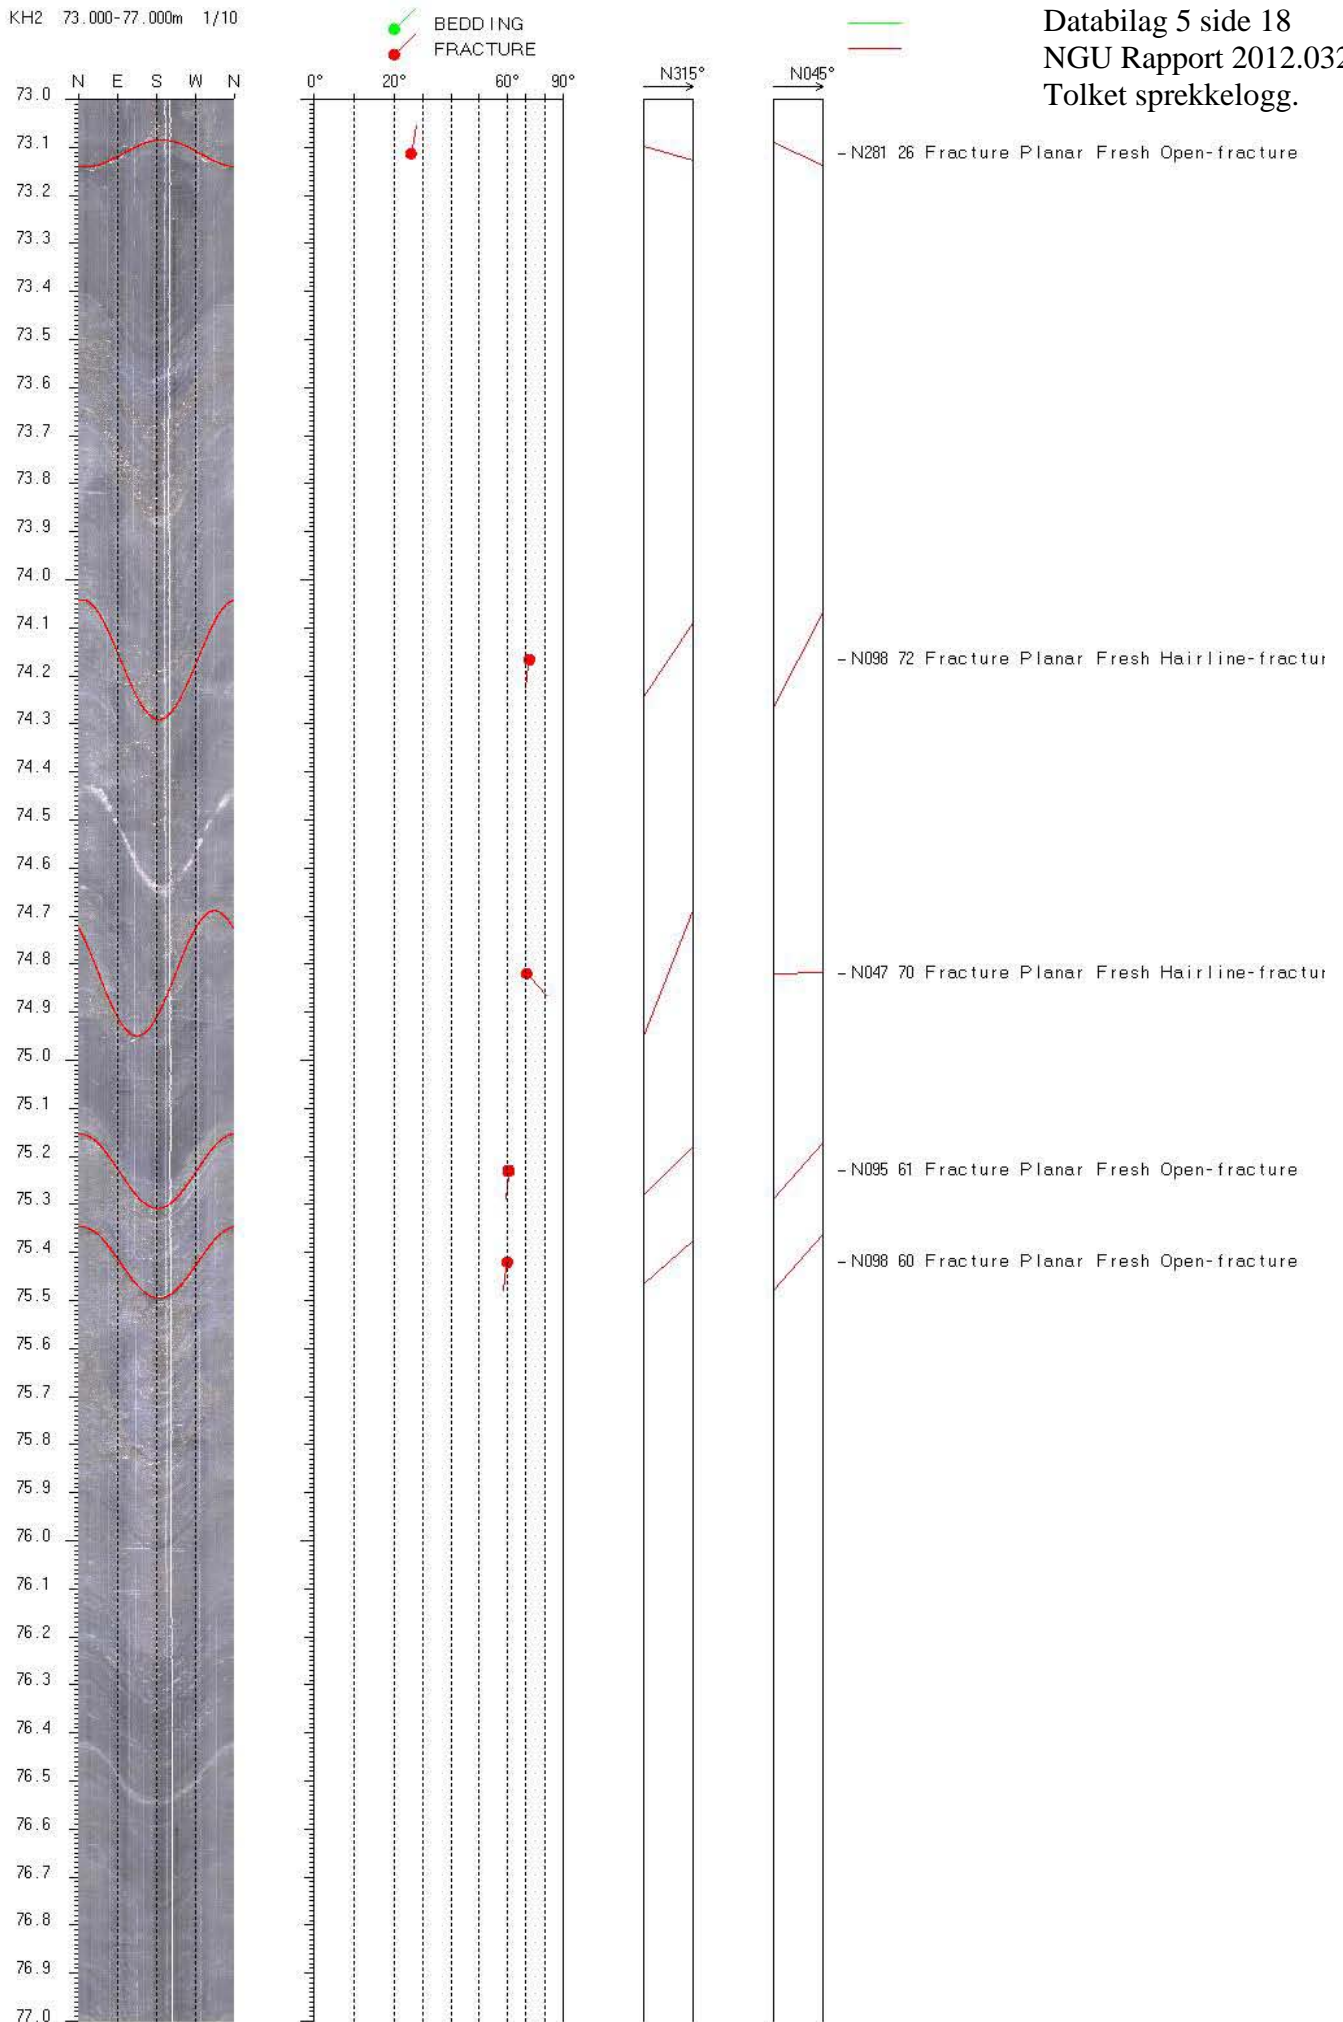 KH2 73.000-77.000m 1/10
BEDDING
FRACTURE
Databilag 5 side 18
NGU Rapport 2012.032
Tolket sprekkelogg.
N E S W N
0° 20° 60° 90°
N315°
N045°
73.0
73.1
-N281 26 Fracture Planar Fresh Open-fracture
73.2
73.3
73.4
73.5
73.6
73.7
73.8
73.9
74.0
74.1
-N098 72 Fracture Planar Fresh Hairline-fractur
74.2
74.3
74.4
74.5
74.6
74.7
74.8
-N047 70 Fracture Planar Fresh Hairline-fractur
74.9
75.0
75.1
75.2
-N095 61 Fracture Planar Fresh Open-fracture
75.3
75.4
-N098 60 Fracture Planar Fresh Open-fracture
75.5
75.6
75.7
75.8
75.9
76.0
76.1
76.2
76.3
76.4
76.5
76.6
76.7
76.8
76.9
77.0